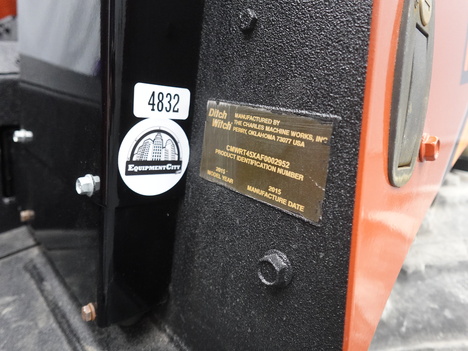 4832
EQUIPMENTCITY
Ditch Witch
MANUFACTURED BY
THE CHARLES MACHINE WORKS, INC
PERRY, OKLAHOMA 73077 USA
CMWRT45XAF0002952
PRODUCT IDENTIFICATION NUMBER
2015
MODEL YEAR
2015
MANUFACTURE DATE